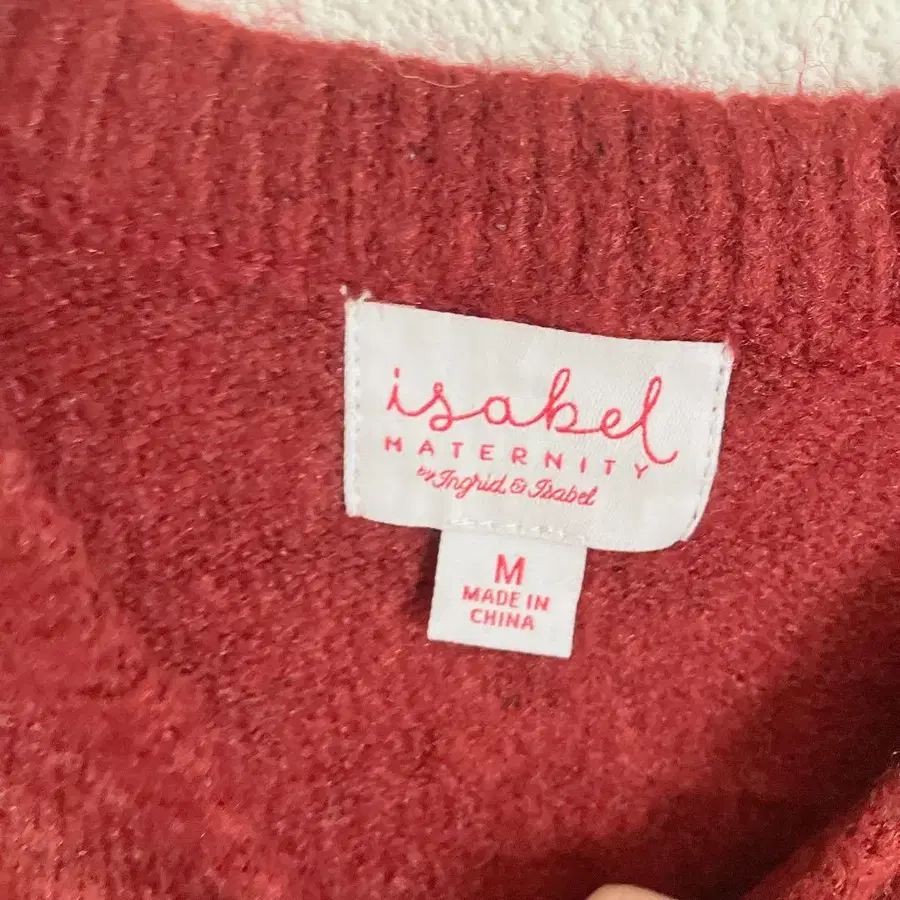 isabel
MATERNITY
by Ingrid & Isabel
M
MADE IN
CHINA